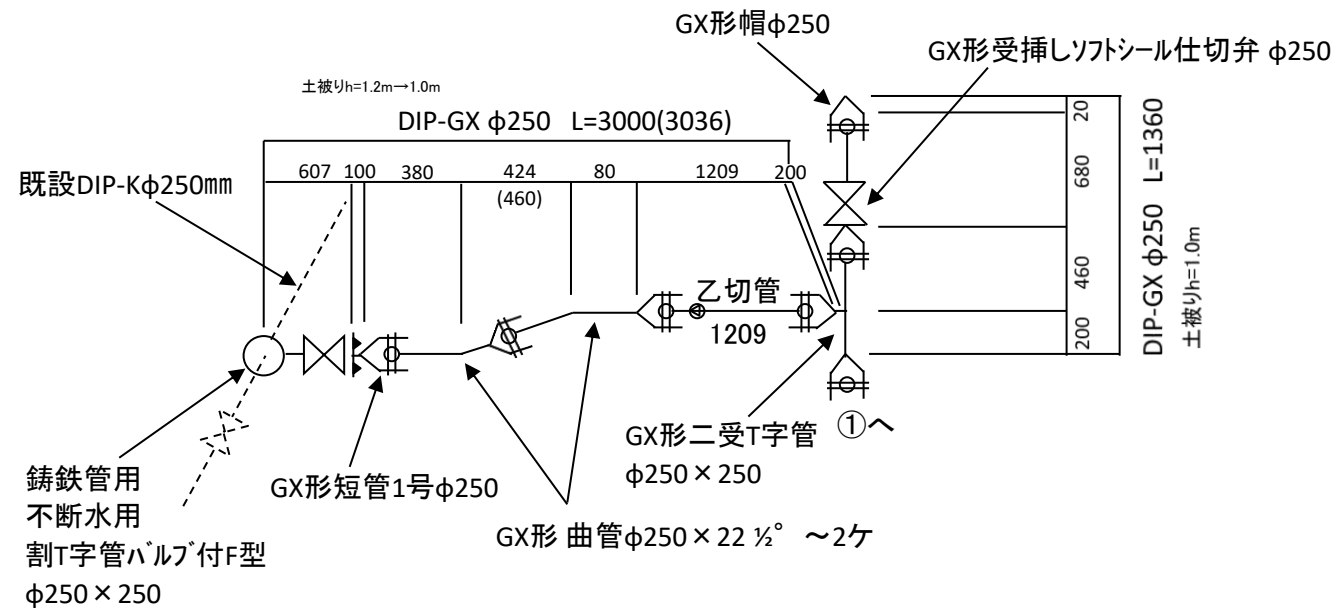 GX形帽φ250
GX形受挿しソフトシール仕切弁 φ250
土被りh=1.2m→1.0m
DIP-GX φ250 L=3000(3036)
607 100 380 424 80 1209 200
(460)
既設DIP-Kφ250㎜
20
680
460
200
DIP-GX φ250 L=1360
土被りh=1.0m
乙切管
1209
①へ
GX形二受T字管
φ250×250
GX形短管1号φ250
GX形 曲管φ250×22 ½° ～2ケ
鋳鉄管用
不断水用
割T字管バルブ付F型
φ250×250